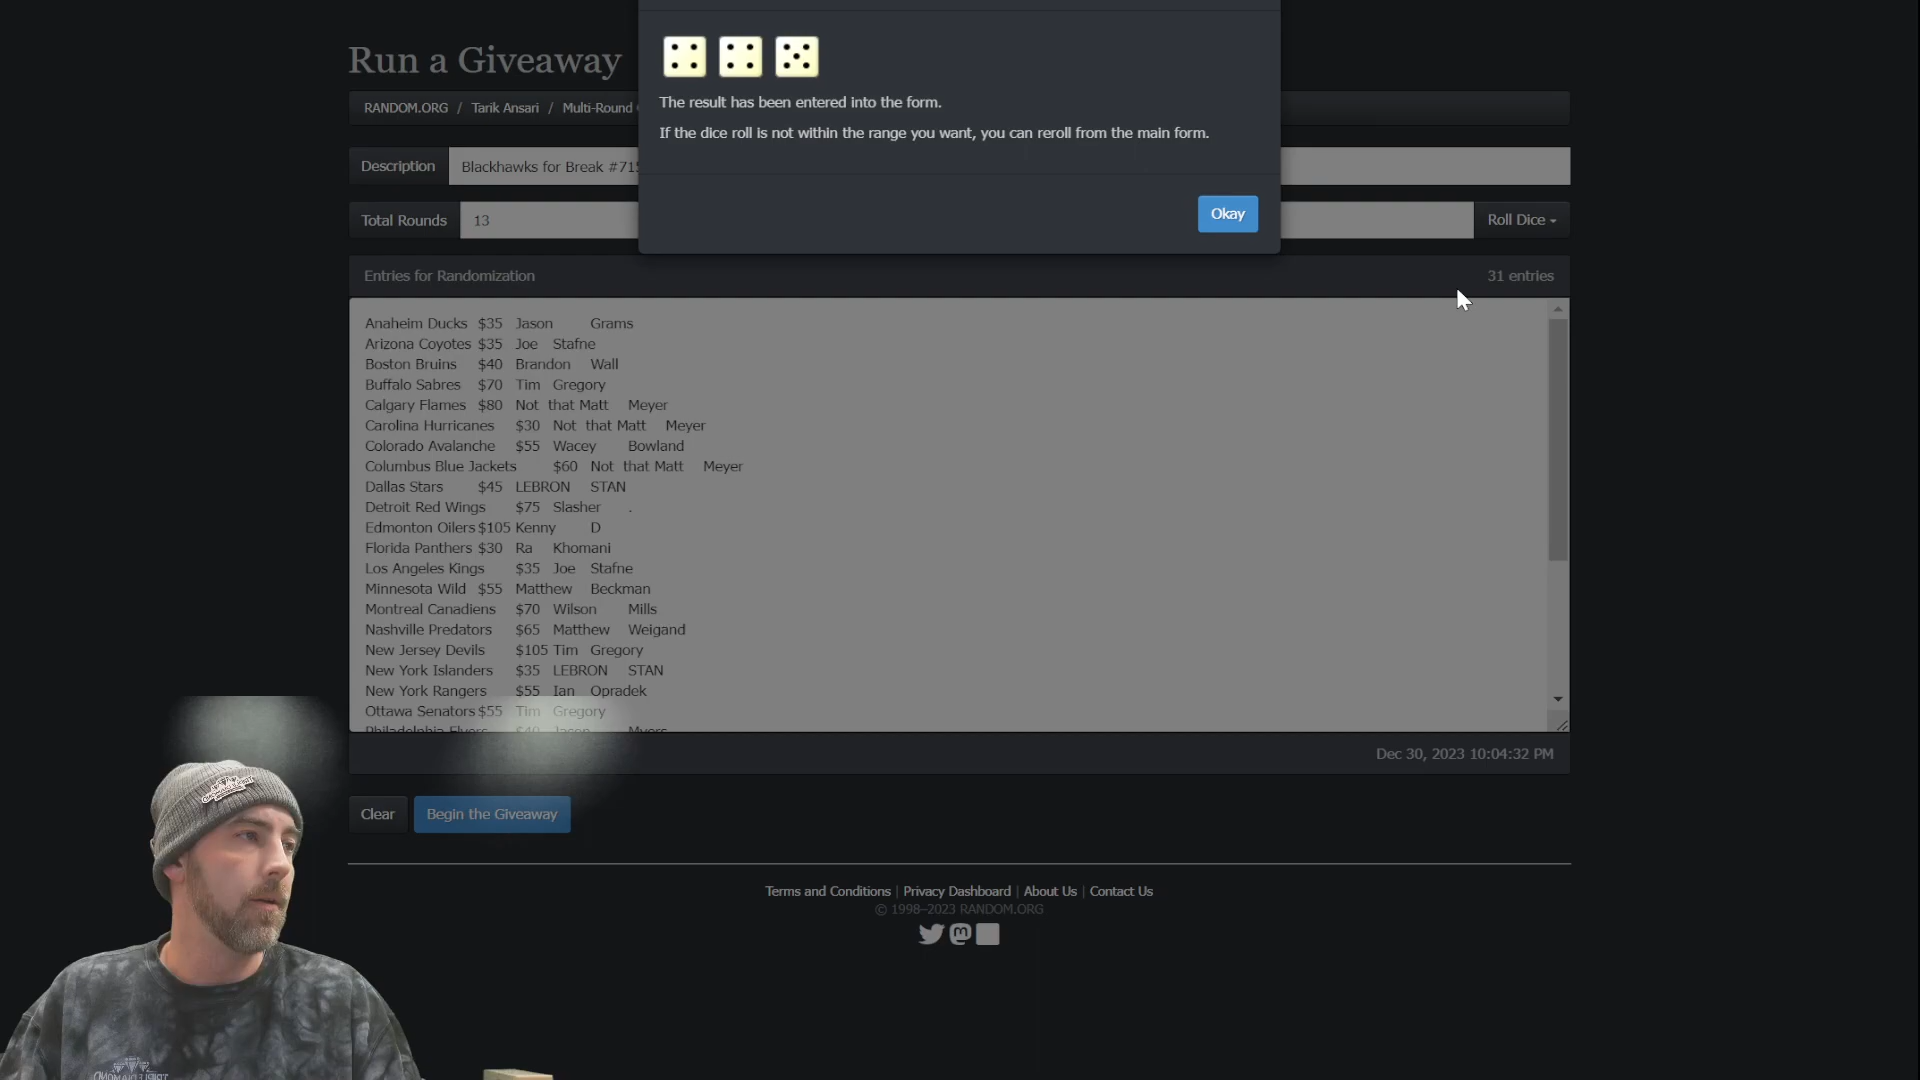 Run a Giveaway
The result has been entered into the form.
If the dice roll is not within the range you want, you can reroll from the main form.
Okay
RANDOM.ORG / Tarik Ansari / Multi-Round
Description Blackhawks for Break #715
Total Rounds 13 Roll Dice
Entries for Randomization 31 entries
Anaheim Ducks $35 Jason Grams
Arizona Coyotes $35 Joe Stafne
Boston Bruins $40 Brandon Wall
Buffalo Sabres $70 Tim Gregory
Calgary Flames $80 Not that Matt Meyer
Carolina Hurricanes $30 Not that Matt Meyer
Colorado Avalanche $55 Wacey Bowland
Columbus Blue Jackets $60 Not that Matt Meyer
Dallas Stars $45 LEBRON STAN
Detroit Red Wings $75 Slasher .
Edmonton Oilers $105 Kenny D
Florida Panthers $30 Ra Khomani
Los Angeles Kings $35 Joe Stafne
Minnesota Wild $55 Matthew Beckman
Montreal Canadiens $70 Wilson Mills
Nashville Predators $65 Matthew Weigand
New Jersey Devils $105 Tim Gregory
New York Islanders $35 LEBRON STAN
New York Rangers $55 Ian Opradek
Ottawa Senators $55 Tim Gregory
Philadelphia Flyers $40 Jason Myers
Dec 30, 2023 10:04:32 PM
Clear Begin the Giveaway
Terms and Conditions | Privacy Dashboard | About Us | Contact Us
© 1998–2023 RANDOM.ORG